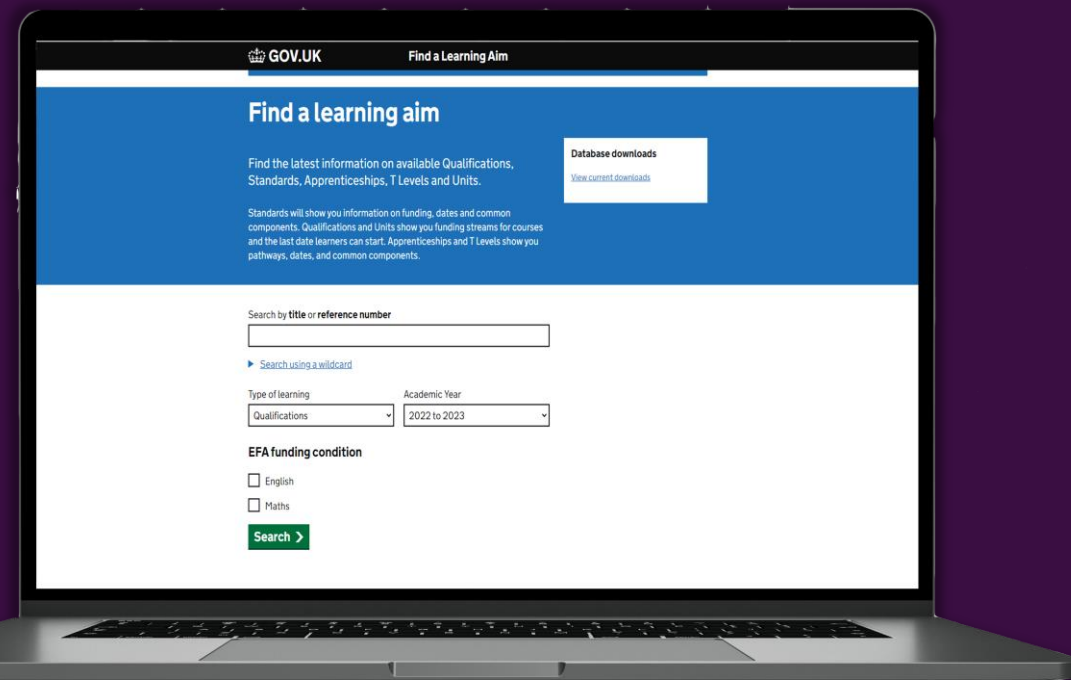 GOV.UK Find a Learning Aim
Find a learning aim
Find the latest information on available Qualifications,
Standards, Apprenticeships, T Levels and Units.
Standards will show you information on funding, dates and common
components. Qualifications and Units show you funding streams for courses
and the last date learners can start. Apprenticeships and T Levels show you
pathways, dates, and common components.
Database downloads
View current downloads
Search by title or reference number
Search using a wildcard
Type of learning Academic Year
Qualifications 2022 to 2023
EFA funding condition
English
Maths
Search